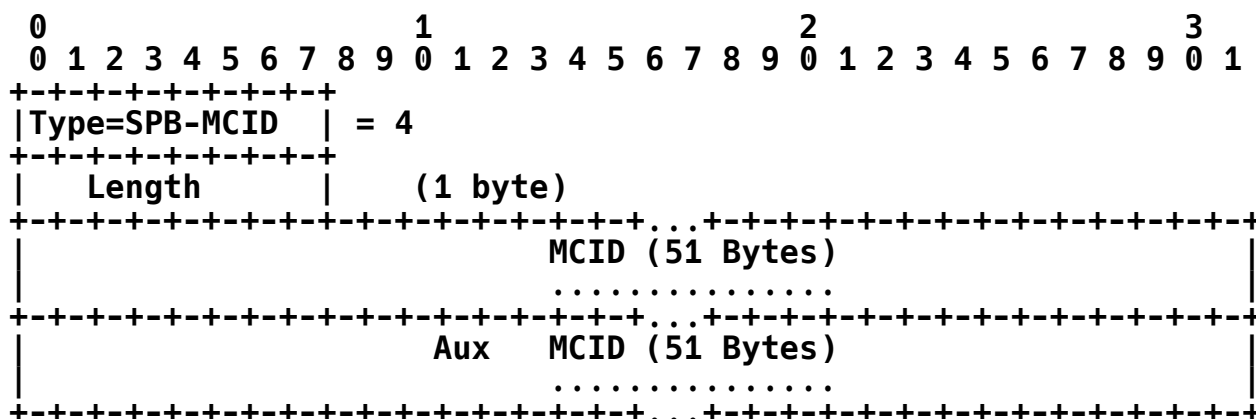 0                   1                   2                   3
 0 1 2 3 4 5 6 7 8 9 0 1 2 3 4 5 6 7 8 9 0 1 2 3 4 5 6 7 8 9 0 1
+-+-+-+-+-+-+-+-+
|Type=SPB-MCID  | = 4
+-+-+-+-+-+-+-+-+
|   Length      |    (1 byte)
+-+-+-+-+-+-+-+-+-+-+-+-+-+-+-+-+...+-+-+-+-+-+-+-+-+-+-+-+-+-+-+
|                           MCID (51 Bytes)                     |
|                           ...............                     |
+-+-+-+-+-+-+-+-+-+-+-+-+-+-+-+-+...+-+-+-+-+-+-+-+-+-+-+-+-+-+-+
|                     Aux   MCID (51 Bytes)                     |
|                           ...............                     |
+-+-+-+-+-+-+-+-+-+-+-+-+-+-+-+-+...+-+-+-+-+-+-+-+-+-+-+-+-+-+-+